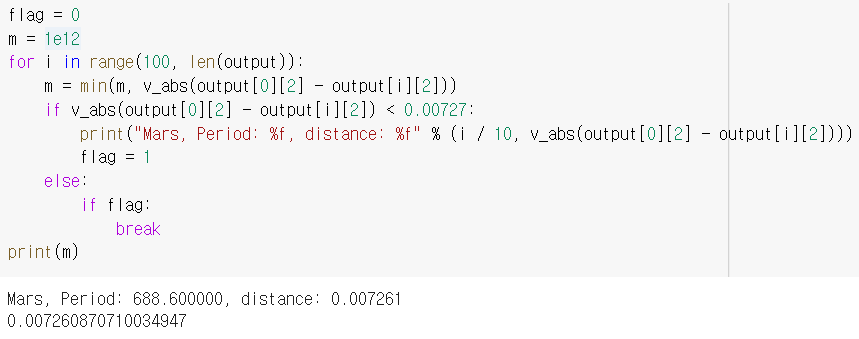 flag = 0
m = 1e12
for i in range(100, len(output)):
    m = min(m, v_abs(output[0][2] - output[i][2]))
    if v_abs(output[0][2] - output[i][2]) < 0.00727:
        print("Mars, Period: %f, distance: %f" % (i / 10, v_abs(output[0][2] - output[i][2])))
        flag = 1
    else:
        if flag:
            break
print(m)
Mars, Period: 688.600000, distance: 0.007261
0.007260870710034947